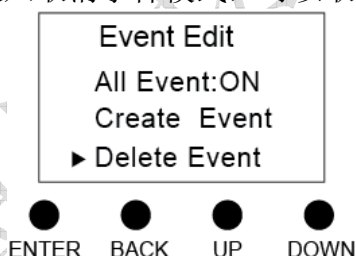 Event Edit
All Event:ON
Create Event
▶ Delete Event
ENTER BACK UP DOWN